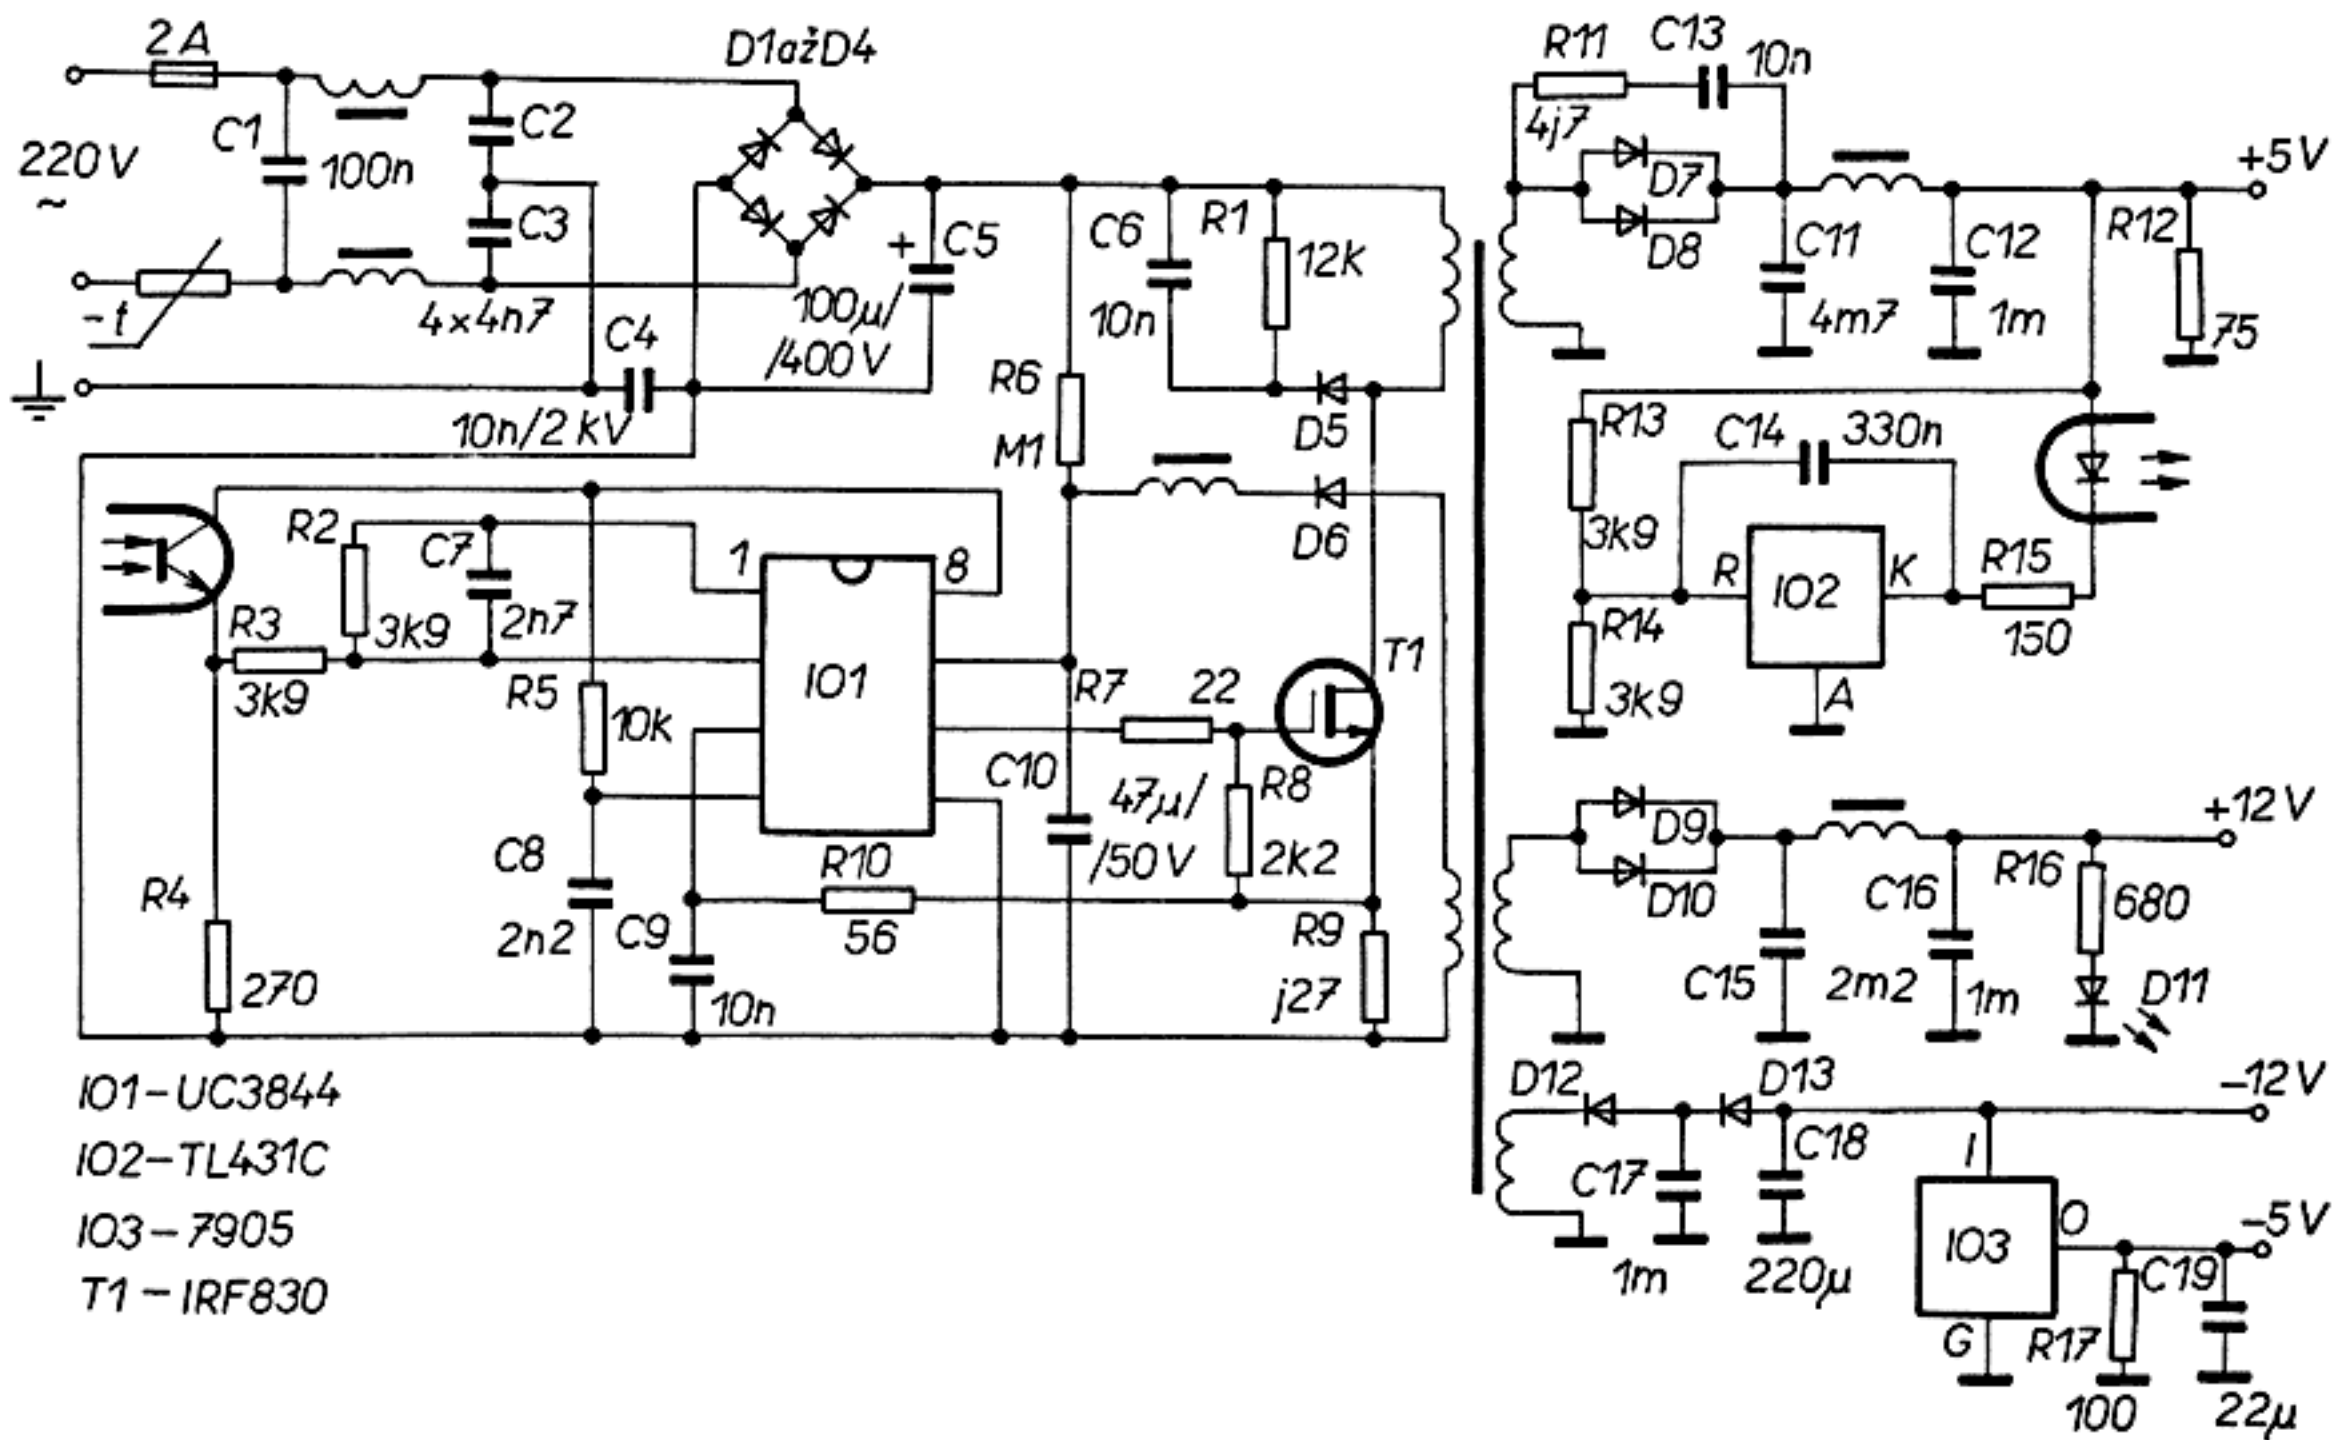 2A
D1ažD4
C1
100n
C2
C3
220V
~
-t
4×4n7
C4
10n/2kV
+
C5
100µ/
/400V
C6
10n
R1
12k
R6
M1
D5
D6
R2
3k9
C7
2n7
R3
3k9
R4
270
R5
10k
C8
2n2
C9
10n
1
8
IO1
R10
56
R7
22
C10
47µ/
/50V
R8
2k2
T1
R9
j27
R11
4j7
C13
10n
D7
D8
C11
4m7
C12
1m
+5V
R12
75
R13
3k9
C14
330n
R
IO2
K
A
R14
3k9
R15
150
D9
D10
C15
2m2
C16
1m
R16
680
D11
+12V
D12
D13
C17
1m
C18
220µ
-12V
I
IO3
O
G
-5V
R17
100
C19
22µ
IO1-UC3844
IO2-TL431C
IO3-7905
T1-IRF830